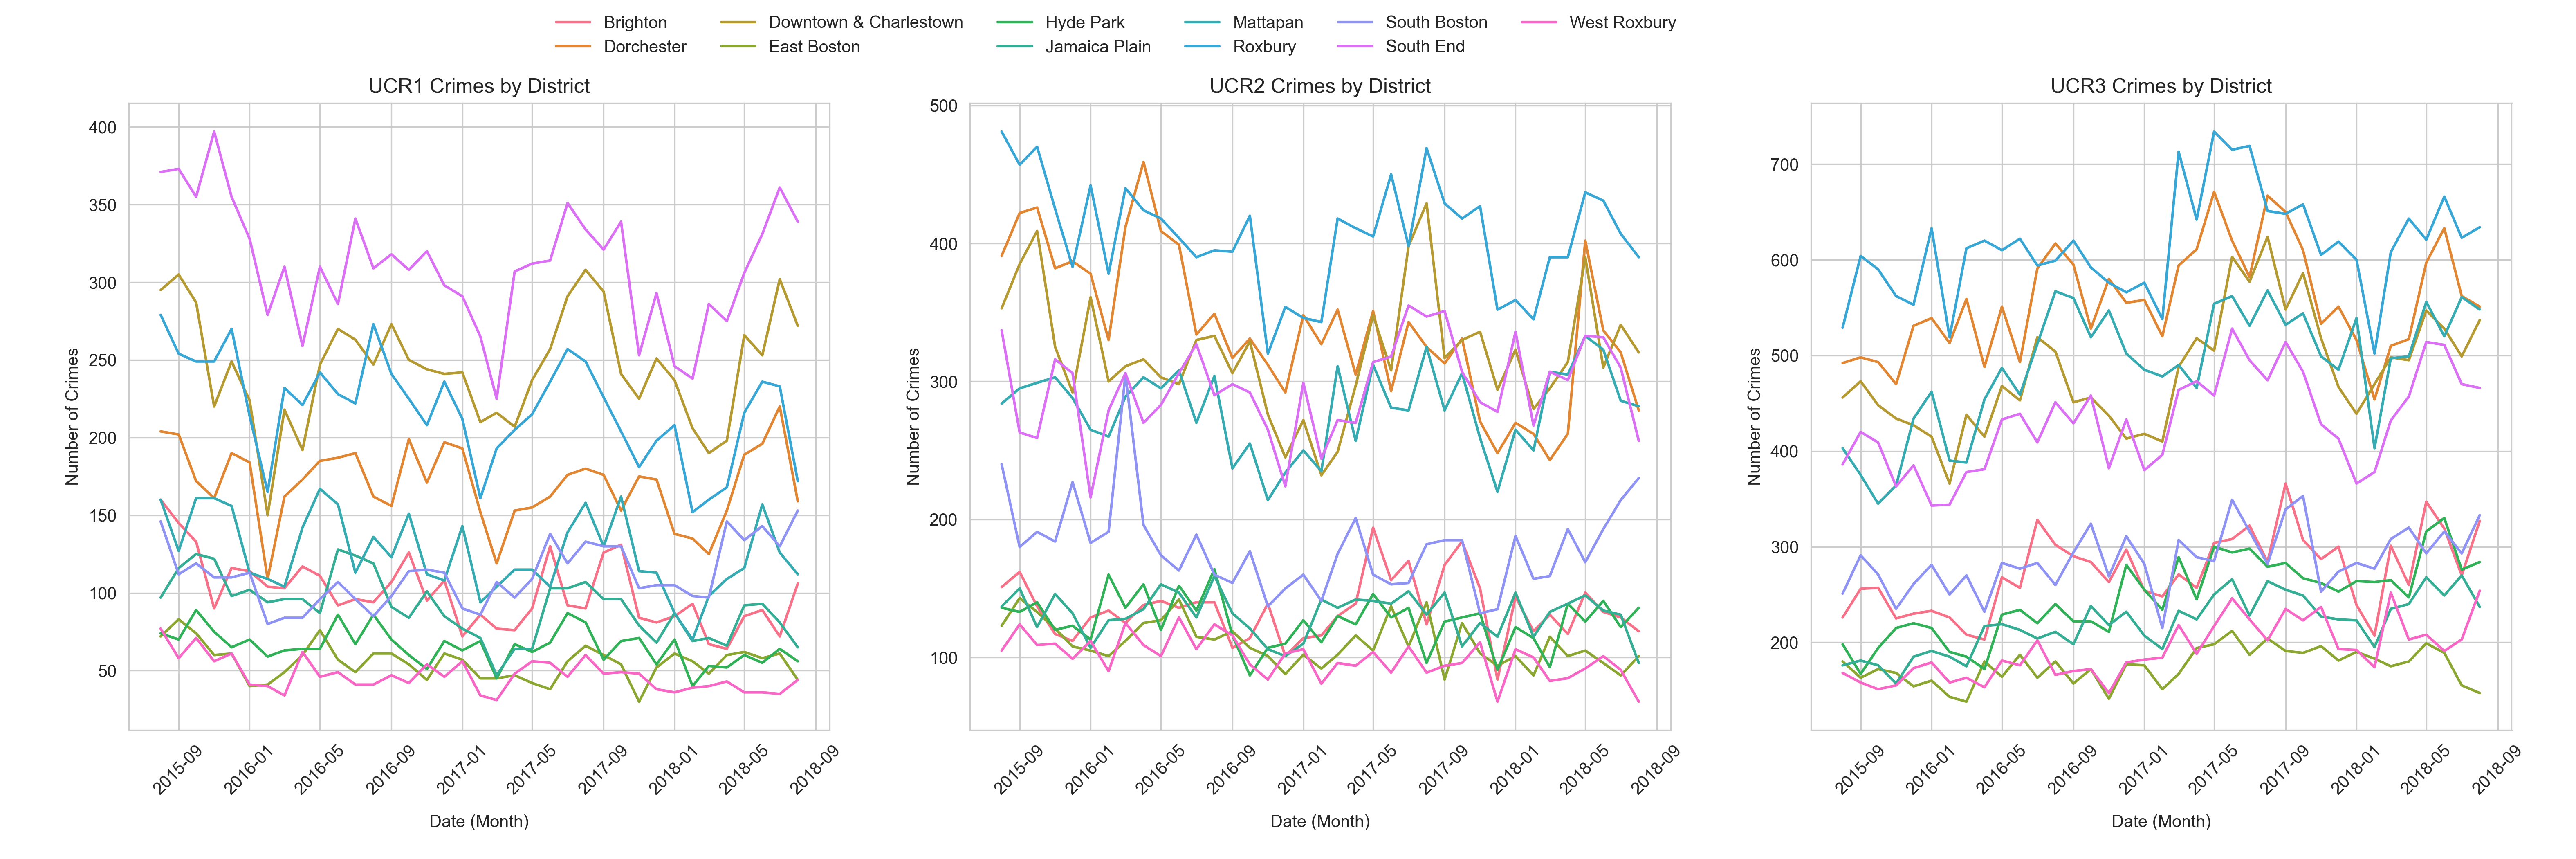 Brighton Downtown & Charlestown Hyde Park Mattapan South Boston West Roxbury
Dorchester East Boston Jamaica Plain Roxbury South End
UCR1 Crimes by District
400
350
300
250
200
150
100
50
Number of Crimes
2015-09 2016-01 2016-05 2016-09 2017-01 2017-05 2017-09 2018-01 2018-05 2018-09
Date (Month)
UCR2 Crimes by District
500
400
300
200
100
Number of Crimes
2015-09 2016-01 2016-05 2016-09 2017-01 2017-05 2017-09 2018-01 2018-05 2018-09
Date (Month)
UCR3 Crimes by District
700
600
500
400
300
200
Number of Crimes
2015-09 2016-01 2016-05 2016-09 2017-01 2017-05 2017-09 2018-01 2018-05 2018-09
Date (Month)